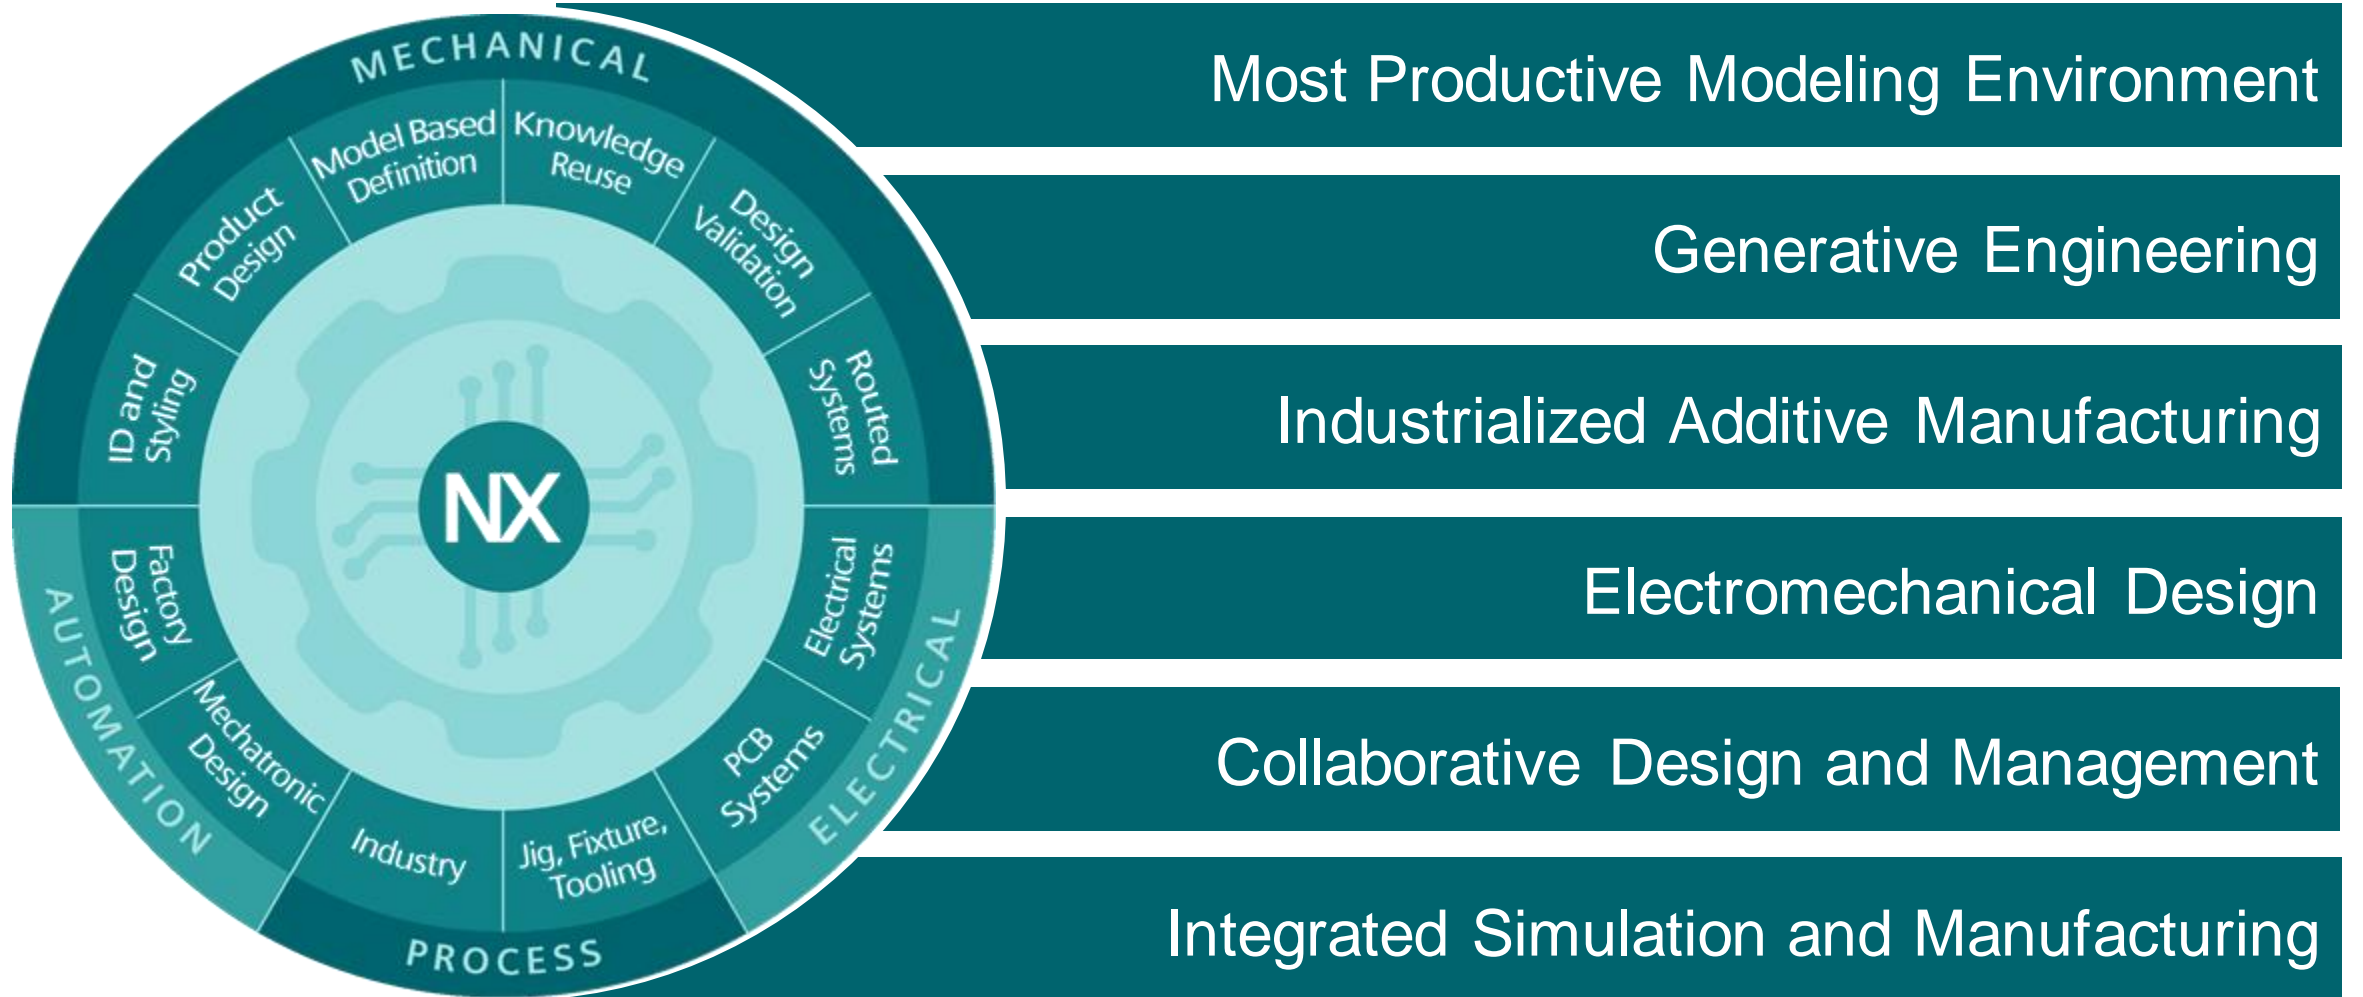 MECHANICAL
Model Based
Definition
Knowledge
Reuse
Design
Validation
Routed
Systems
Electrical
Systems
PCB
Systems
Jig, Fixture,
Tooling
Industry
Mechatronic
Design
Factory
Design
ID and
Styling
Product
Design
NX
ELECTRICAL
PROCESS
AUTOMATION
Most Productive Modeling Environment
Generative Engineering
Industrialized Additive Manufacturing
Electromechanical Design
Collaborative Design and Management
Integrated Simulation and Manufacturing